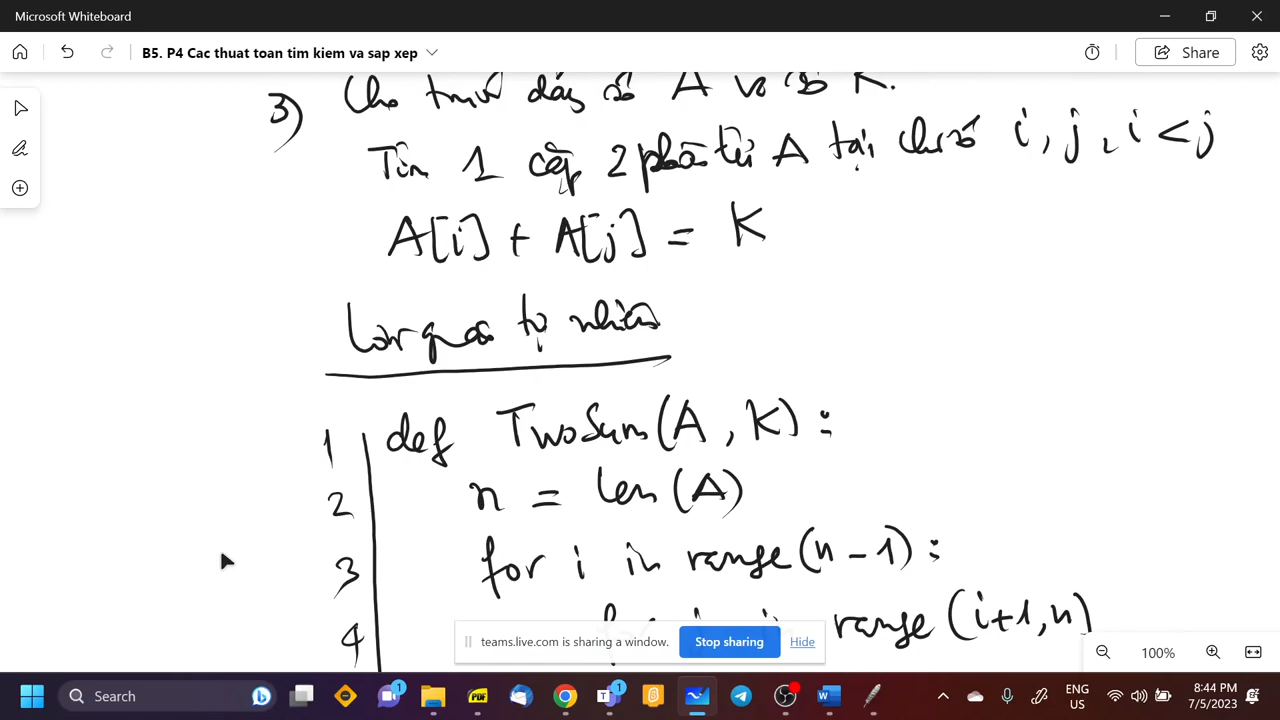 Microsoft Whiteboard
B5. P4 Cac thuat toan tim kiem va sap xep
Share
3) Cho trước dãy số A và số K.
Tìm 1 cặp 2 phần tử A tại chỉ số i, j, i < j
A[i] + A[j] = K
tự nhiên
1 def TwoSum(A, K):
2 n = len(A)
3 for i in range(n-1):
4 range(i+1, n)
teams.live.com is sharing a window.
Stop sharing
Hide
100%
Search
1
1
ENG
US
8:44 PM
7/5/2023